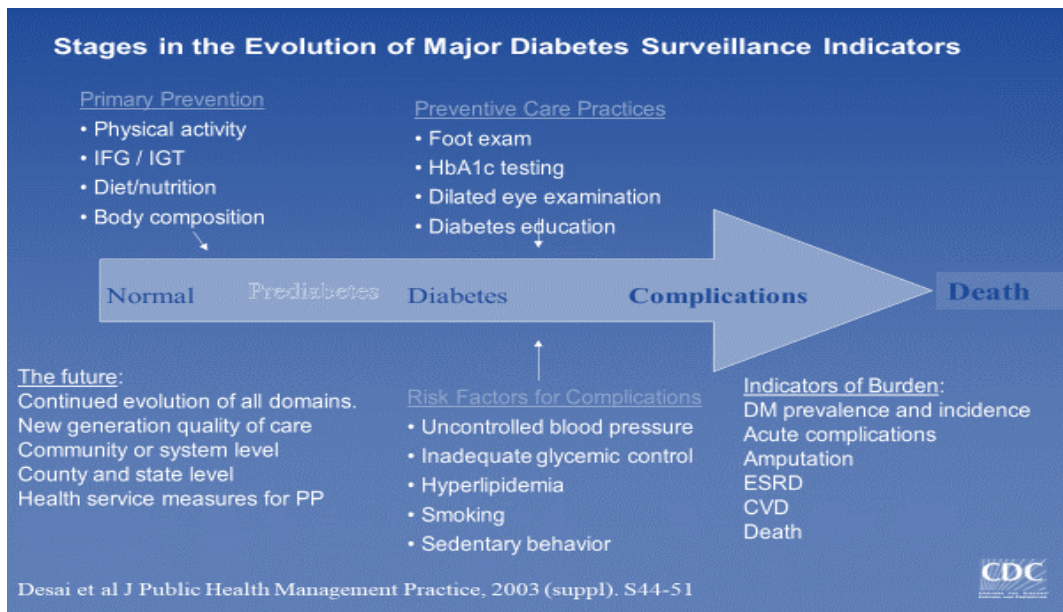 Stages in the Evolution of Major Diabetes Surveillance Indicators
Primary Prevention
• Physical activity
• IFG / IGT
• Diet/nutrition
• Body composition
Preventive Care Practices
• Foot exam
• HbA1c testing
• Dilated eye examination
• Diabetes education
Normal Prediabetes Diabetes Complications Death
The future:
Continued evolution of all domains.
New generation quality of care
Community or system level
County and state level
Health service measures for PP
Risk Factors for Complications
• Uncontrolled blood pressure
• Inadequate glycemic control
• Hyperlipidemia
• Smoking
• Sedentary behavior
Indicators of Burden:
DM prevalence and incidence
Acute complications
Amputation
ESRD
CVD
Death
Desai et al J Public Health Management Practice, 2003 (suppl). S44-51
CDC